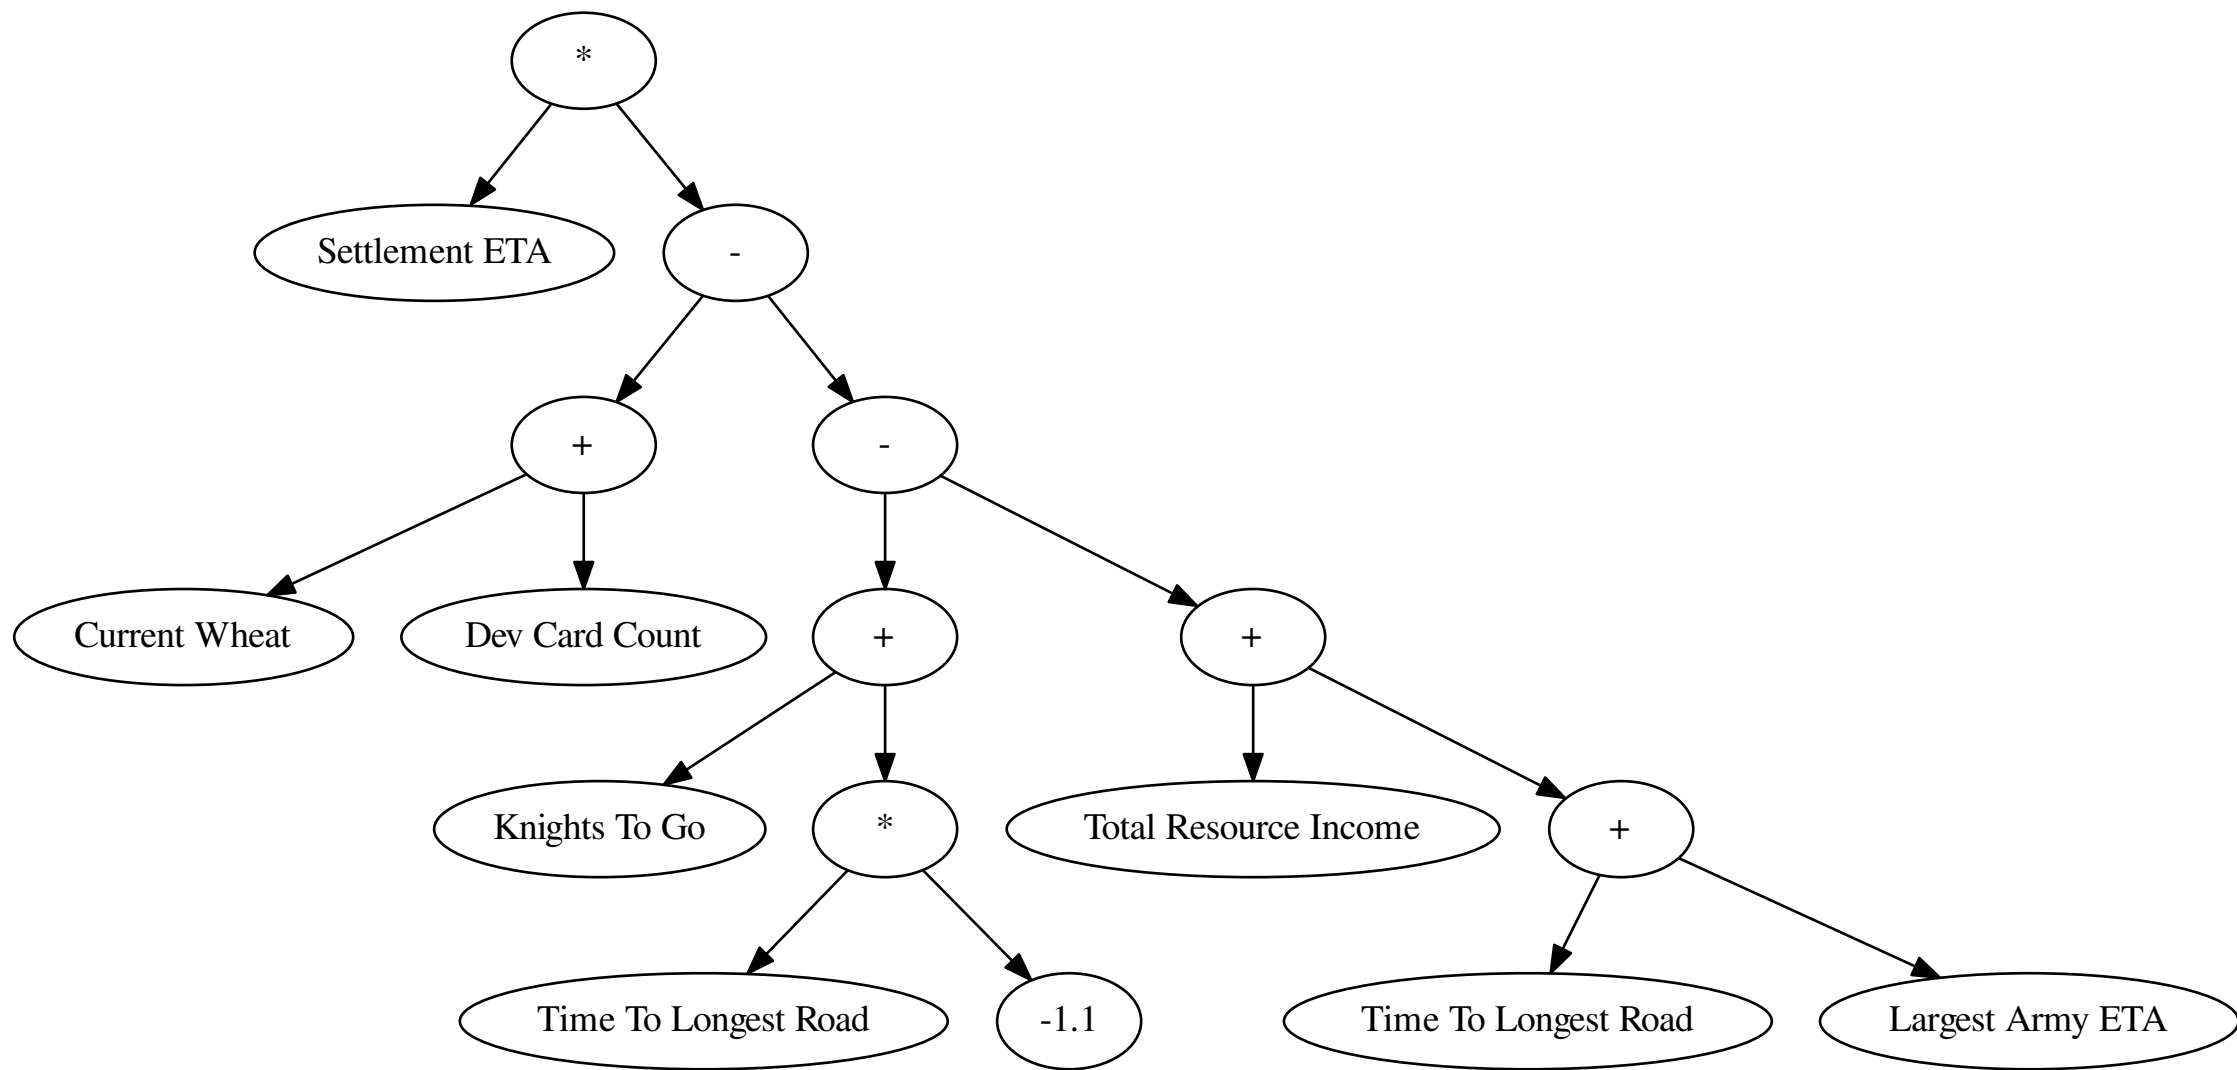 *
Settlement ETA
-
+
-
Current Wheat
Dev Card Count
+
+
Knights To Go
*
Total Resource Income
+
Time To Longest Road
-1.1
Time To Longest Road
Largest Army ETA